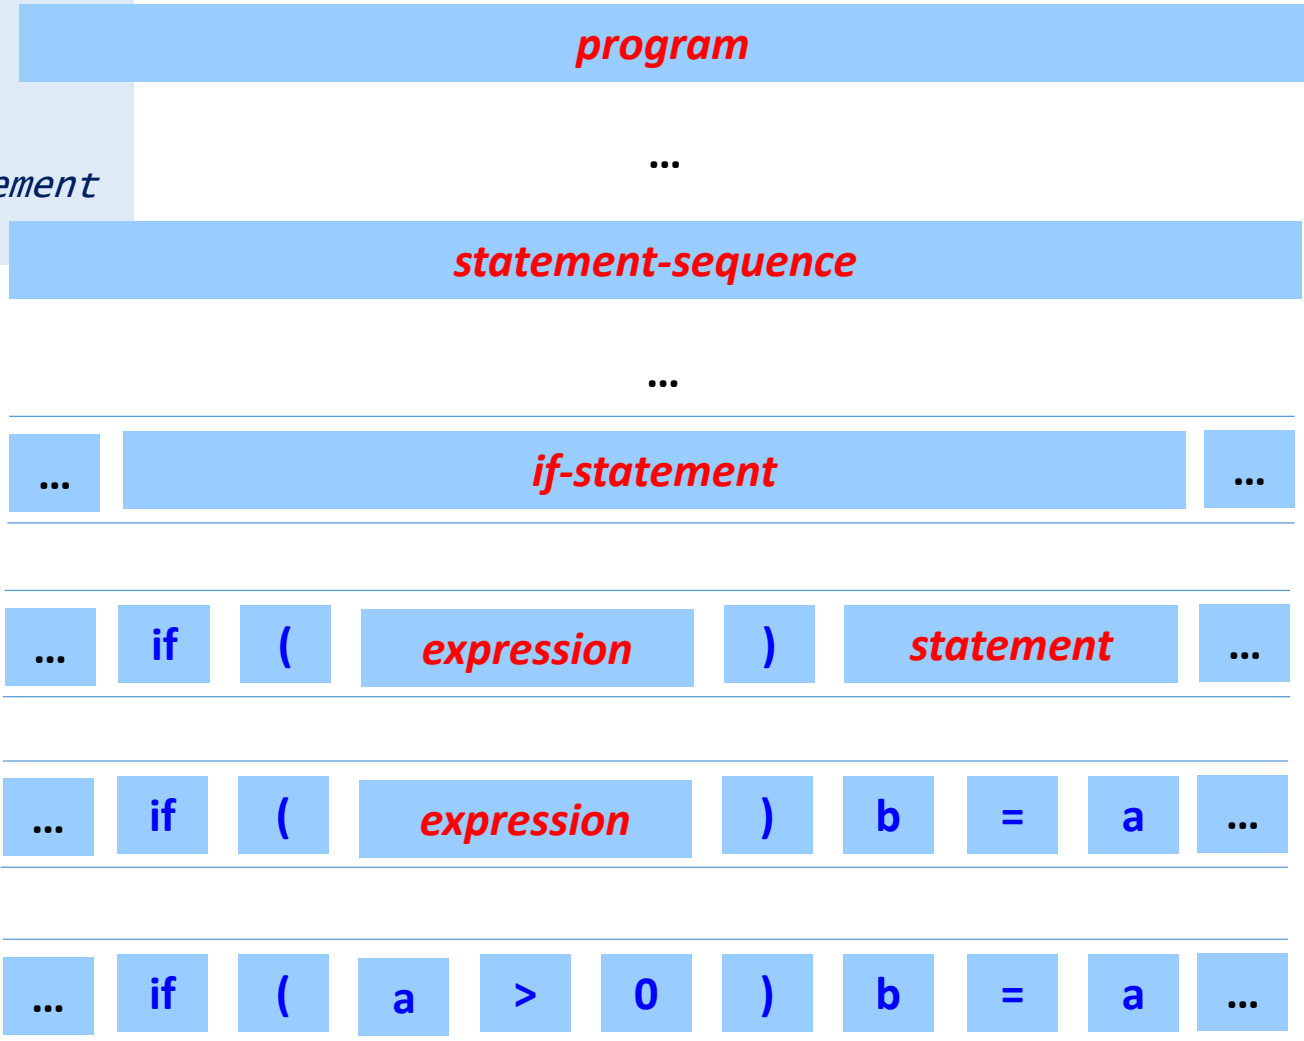 program
...
ement
statement-sequence
...
... if-statement ...
... if ( expression ) statement ...
... if ( expression ) b = a ...
... if ( a > 0 ) b = a ...